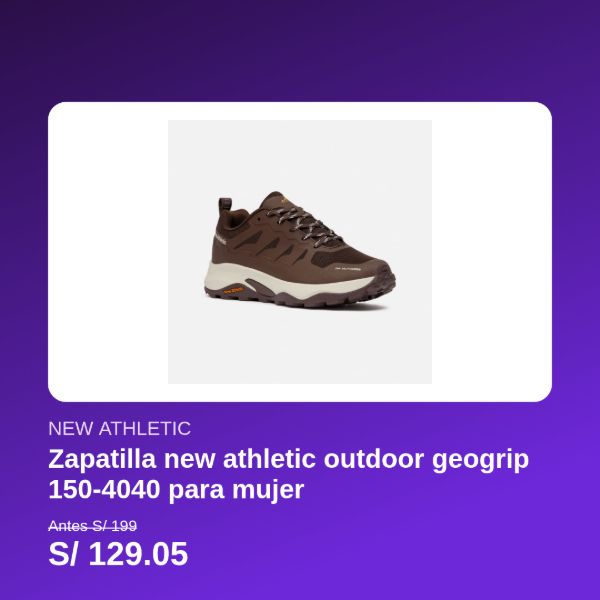 NEW ATHLETIC
Zapatilla new athletic outdoor geogrip
150-4040 para mujer
Antes S/ 199
S/ 129.05